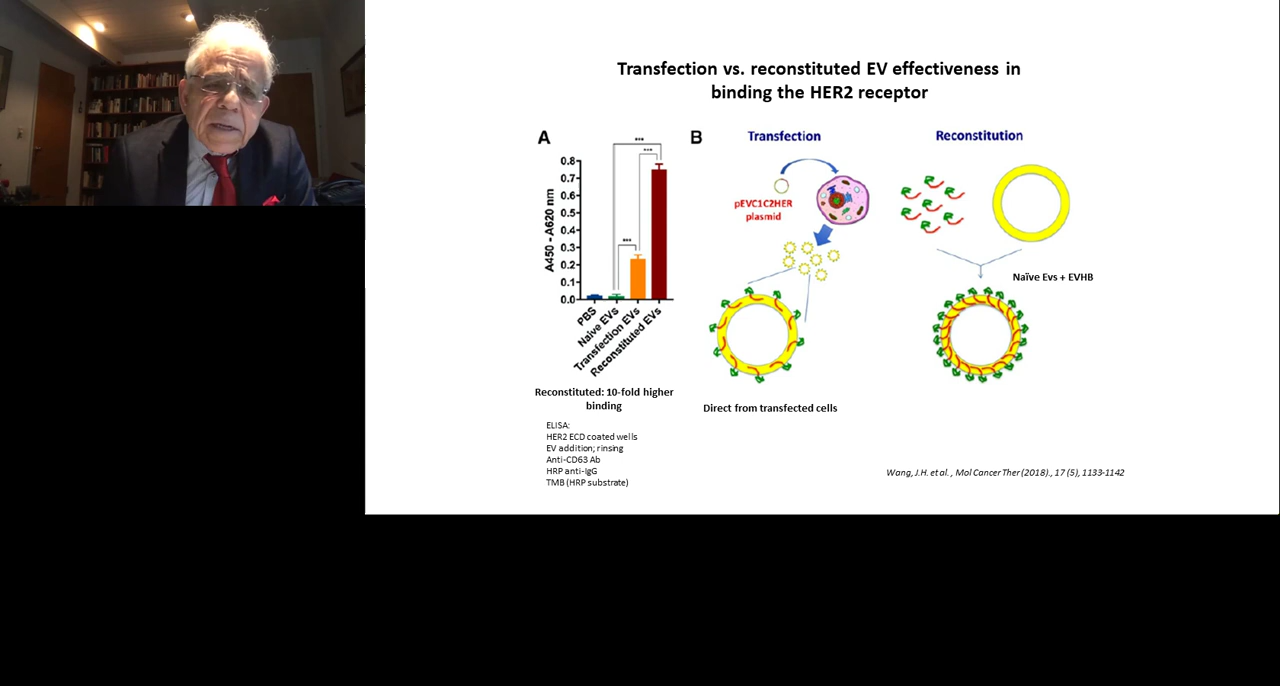 Transfection vs. reconstituted EV effectiveness in
binding the HER2 receptor
A
***
***
***
0.8
0.7
0.6
0.5
0.4
0.3
0.2
0.1
0.0
A450 - A620 nm
PBS
Naive EVs
Transfection EVs
Reconstituted EVs
Reconstituted: 10-fold higher
binding
ELISA:
HER2 ECD coated wells
EV addition; rinsing
Anti-CD63 Ab
HRP anti-IgG
TMB (HRP substrate)
B
Transfection
pEVC1C2HER
plasmid
Direct from transfected cells
Reconstitution
Naïve Evs + EVHB
Wang, J.H. et al. , Mol Cancer Ther (2018)., 17 (5), 1133-1142